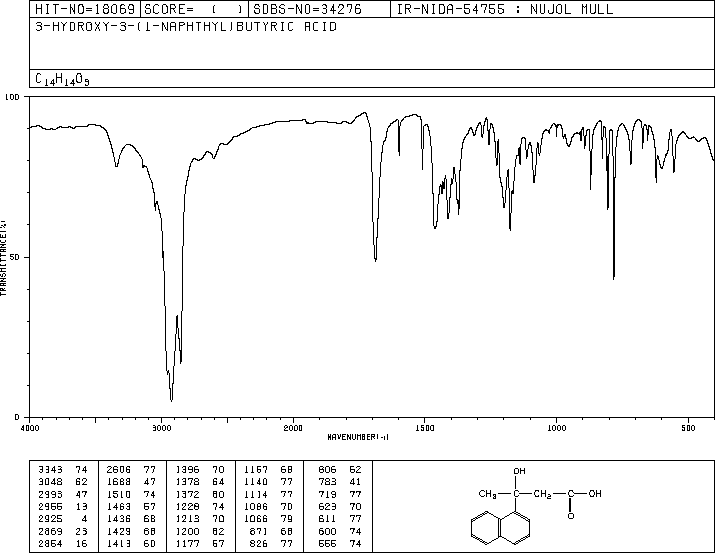 HIT-NO=18069 SCORE= ( ) SDBS-NO=34276 IR-NIDA-54755 : NUJOL MULL
3-HYDROXY-3-(1-NAPHTHYL)BUTYRIC ACID
C14H14O3
100
50
0
TRANSMITTANCE(%)
4000 3000 2000 1500 1000 500
WAVENUMBER(-1)
3343 74 2606 77 1396 70 1157 68 806 62
3048 62 1688 47 1378 64 1140 77 783 41
2993 47 1510 74 1372 60 1114 77 719 77
2955 13 1463 57 1228 74 1086 70 623 70
2925 4 1436 68 1213 70 1066 79 611 77
2869 23 1429 68 1200 62 871 68 600 74
2854 16 1413 60 1177 57 826 77 555 74
OH
CH3 C CH2 C OH
O